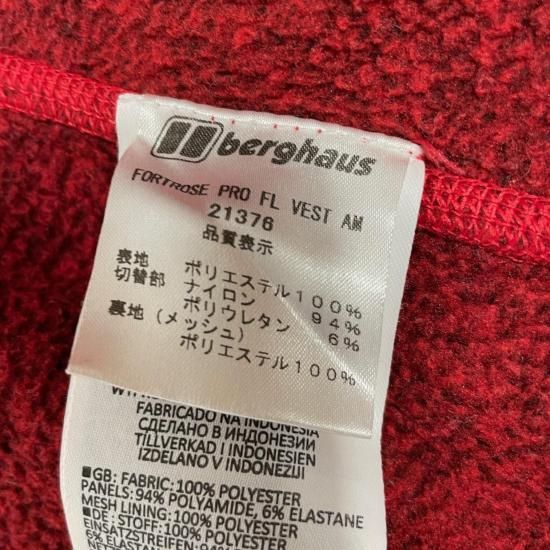 berghaus
FORTROSE PRO FL VEST AM
21376
品質表示
表地 ポリエステル100%
切替部 ナイロン 94%
ポリウレタン 6%
裏地(メッシュ)
ポリエステル100%
FABRICADO NA INDONESIA
СДЕЛАНО В ИНДОНЕЗИИ
TILLVERKAD I INDONESIEN
IZDELANO V INDONEZIJI
GB: FABRIC: 100% POLYESTER
PANELS: 94% POLYAMIDE, 6% ELASTANE
MESH LINING: 100% POLYESTER
DE: STOFF: 100% POLYESTER
EINSATZSTREIFEN: 94%
6% ELASTANE